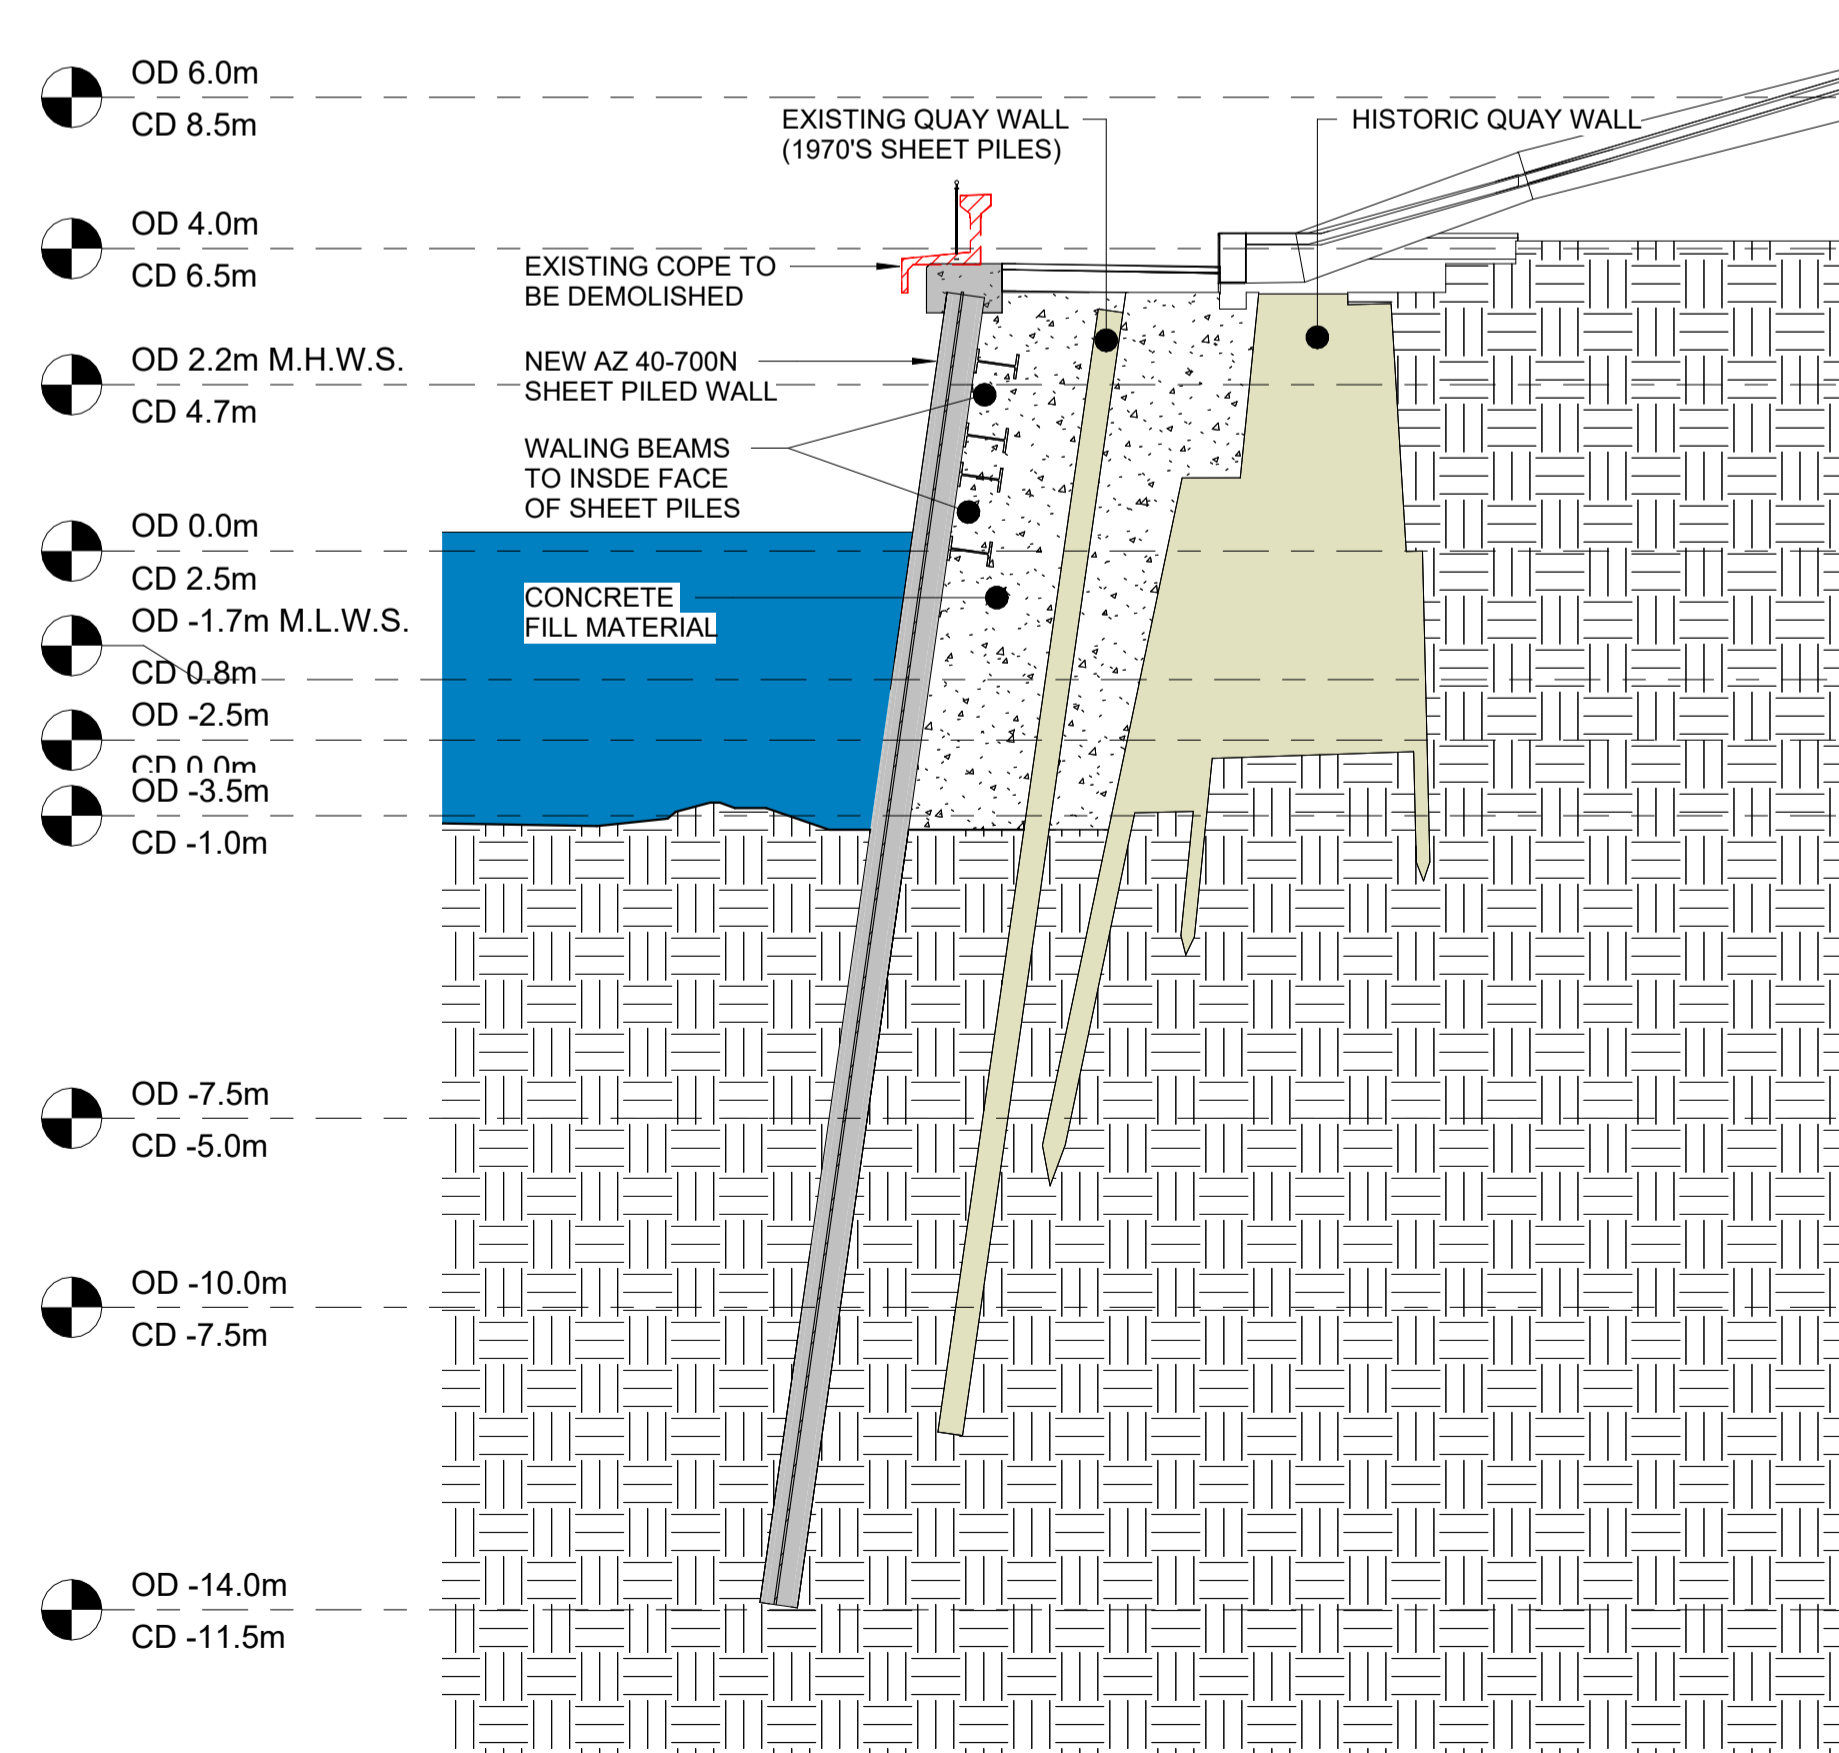 OD 6.0m
CD 8.5m
EXISTING QUAY WALL
(1970'S SHEET PILES)
HISTORIC QUAY WALL
OD 4.0m
CD 6.5m
EXISTING COPE TO
BE DEMOLISHED
OD 2.2m M.H.W.S.
CD 4.7m
NEW AZ 40-700N
SHEET PILED WALL
WALING BEAMS
TO INSDE FACE
OF SHEET PILES
OD 0.0m
CD 2.5m
CONCRETE
FILL MATERIAL
OD -1.7m M.L.W.S.
CD 0.8m
OD -2.5m
CD 0.0m
OD -3.5m
CD -1.0m
OD -7.5m
CD -5.0m
OD -10.0m
CD -7.5m
OD -14.0m
CD -11.5m